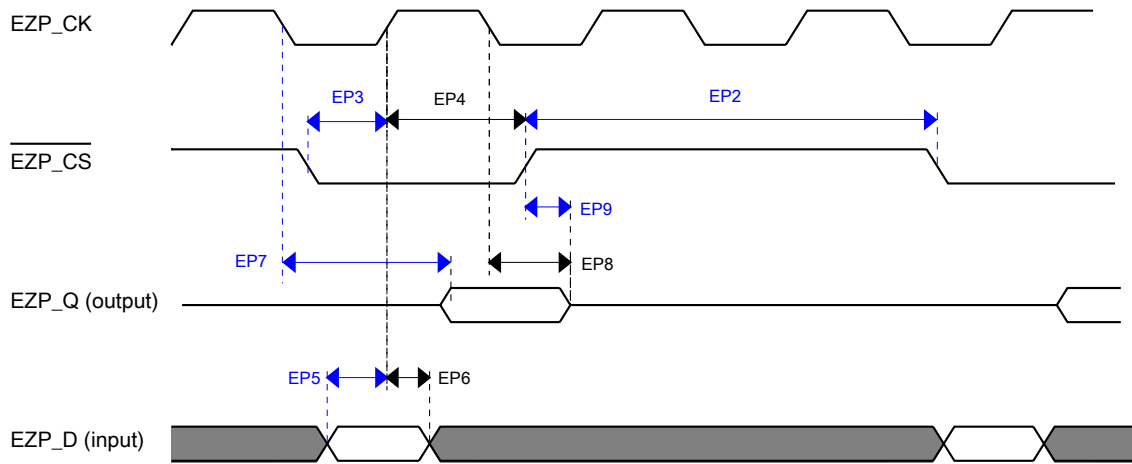 EZP_CK
EP3
EP4
EP2
EZP_CS
EP9
EP7
EP8
EZP_Q (output)
EP5
EP6
EZP_D (input)